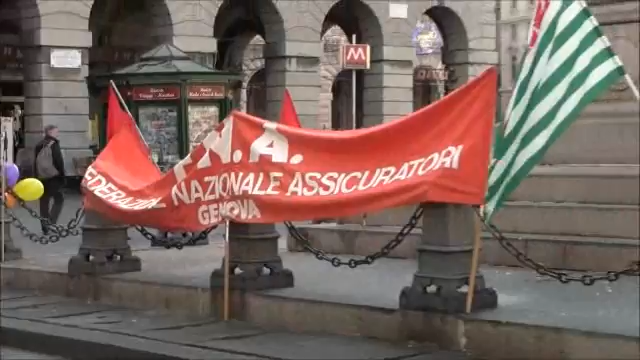 M
F.N.A.
FEDERAZIONE
NAZIONALE ASSICURATORI
GENOVA